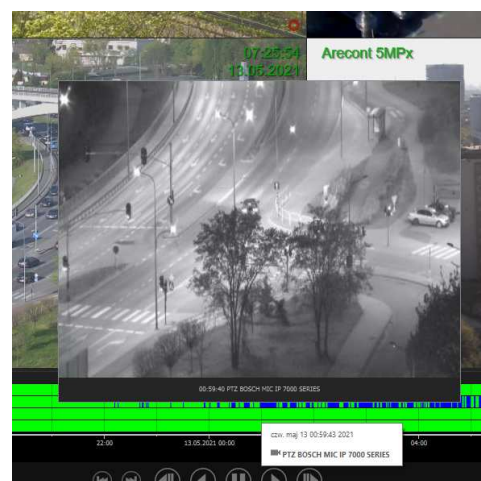 07:25:54
13.05.2021
Arecont 5MPx
00:59:40 PTZ BOSCH MIC IP 7000 SERIES
czw. maj 13 00:59:43 2021
PTZ BOSCH MIC IP 7000 SERIES
22:00
13.05.2021 00:00
04:00